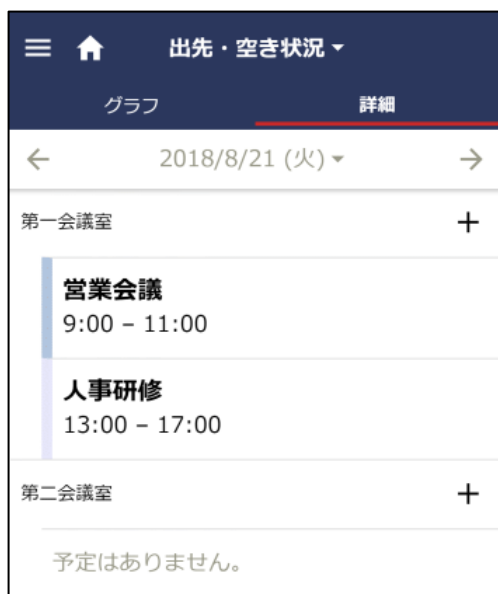 出先・空き状況
グラフ
詳細
2018/8/21 (火)
第一会議室
営業会議
9:00 – 11:00
人事研修
13:00 – 17:00
第二会議室
予定はありません。